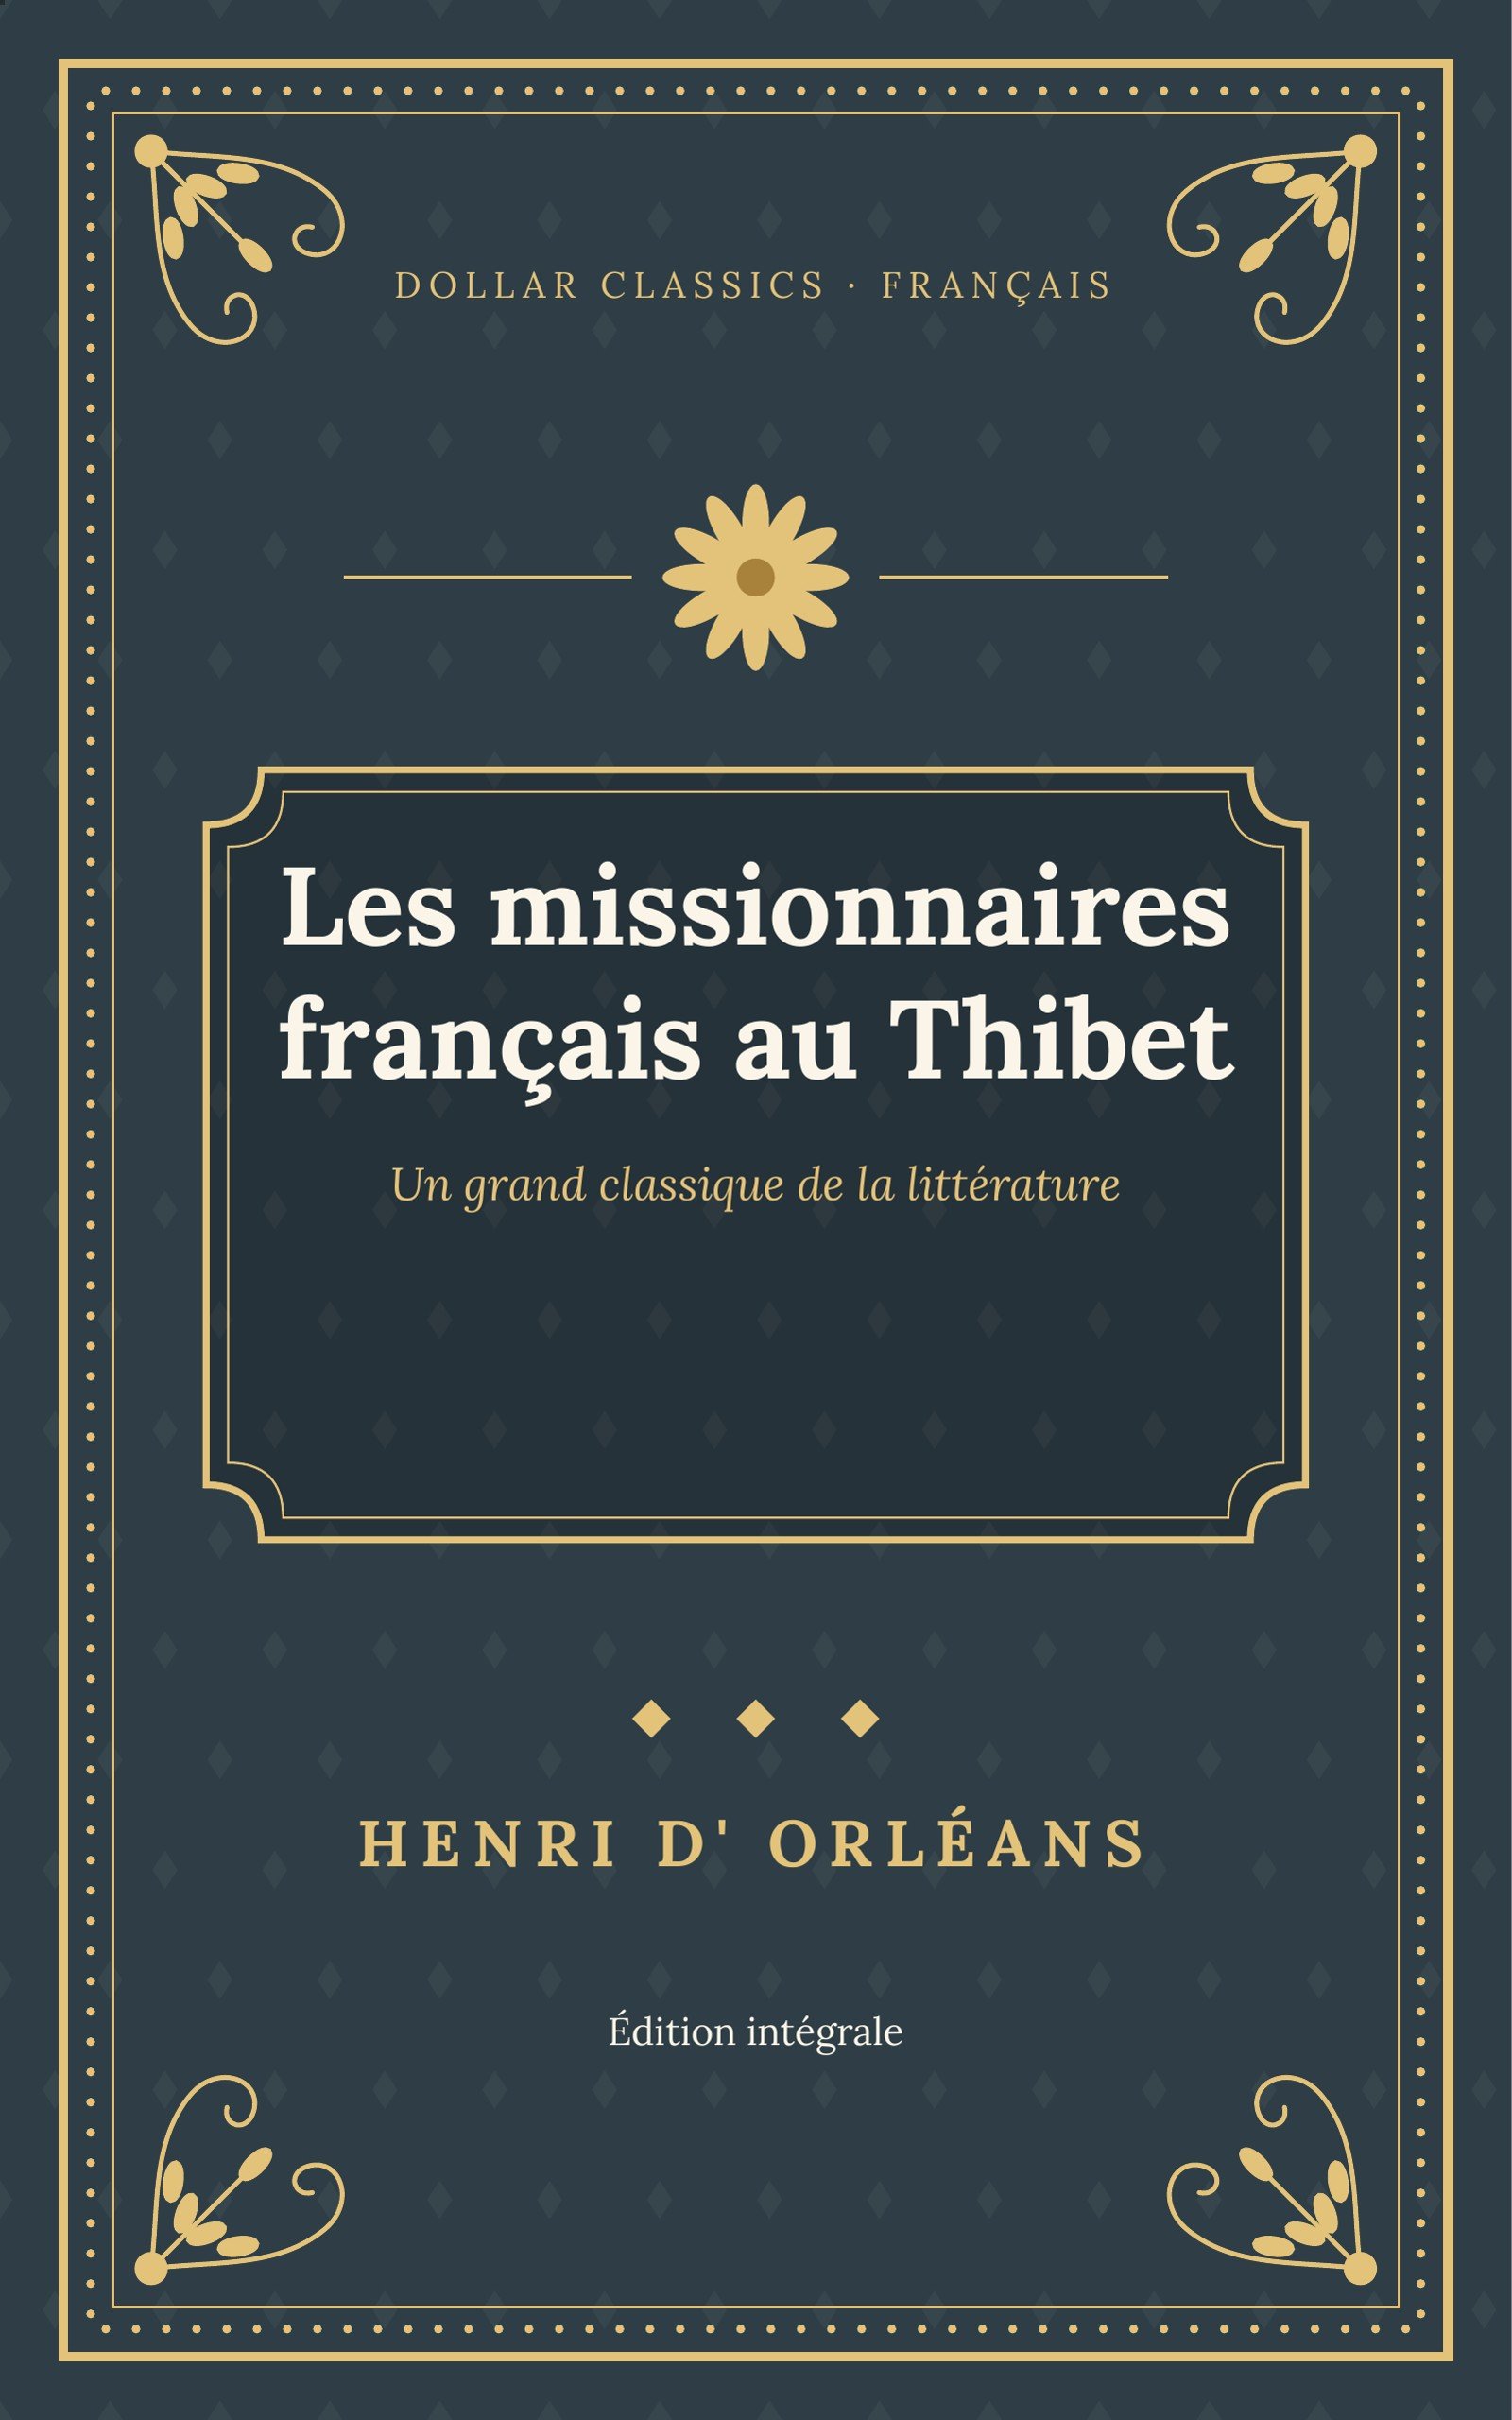 DOLLAR CLASSICS · FRANÇAIS
Les missionnaires
français au Thibet
Un grand classique de la littérature
HENRI D' ORLÉANS
Édition intégrale